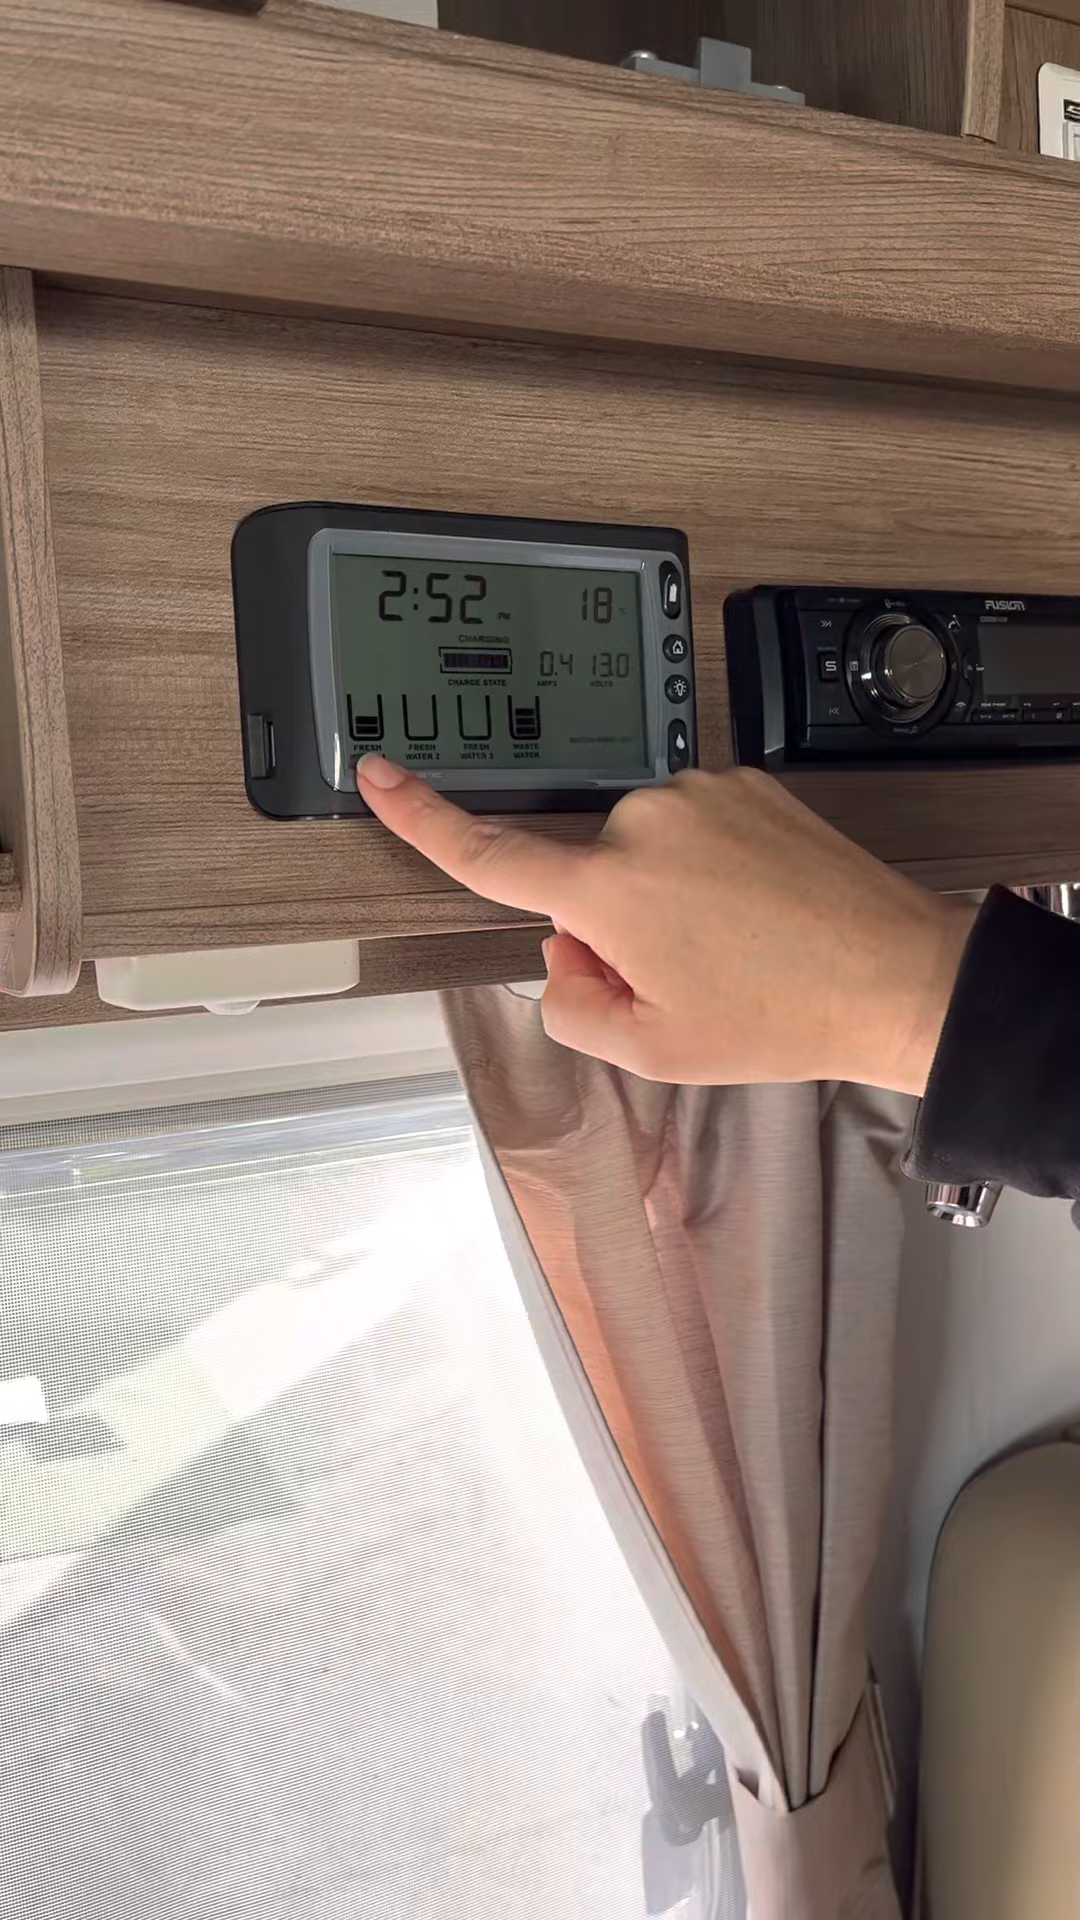 2:52 PM
18 °C
CHARGING
0.4 13.0
CHARGE STATE AMPS VOLTS
FRESH
FRESH
WATER 2
FRESH
WATER 3
WASTE
WATER
FUSION
S